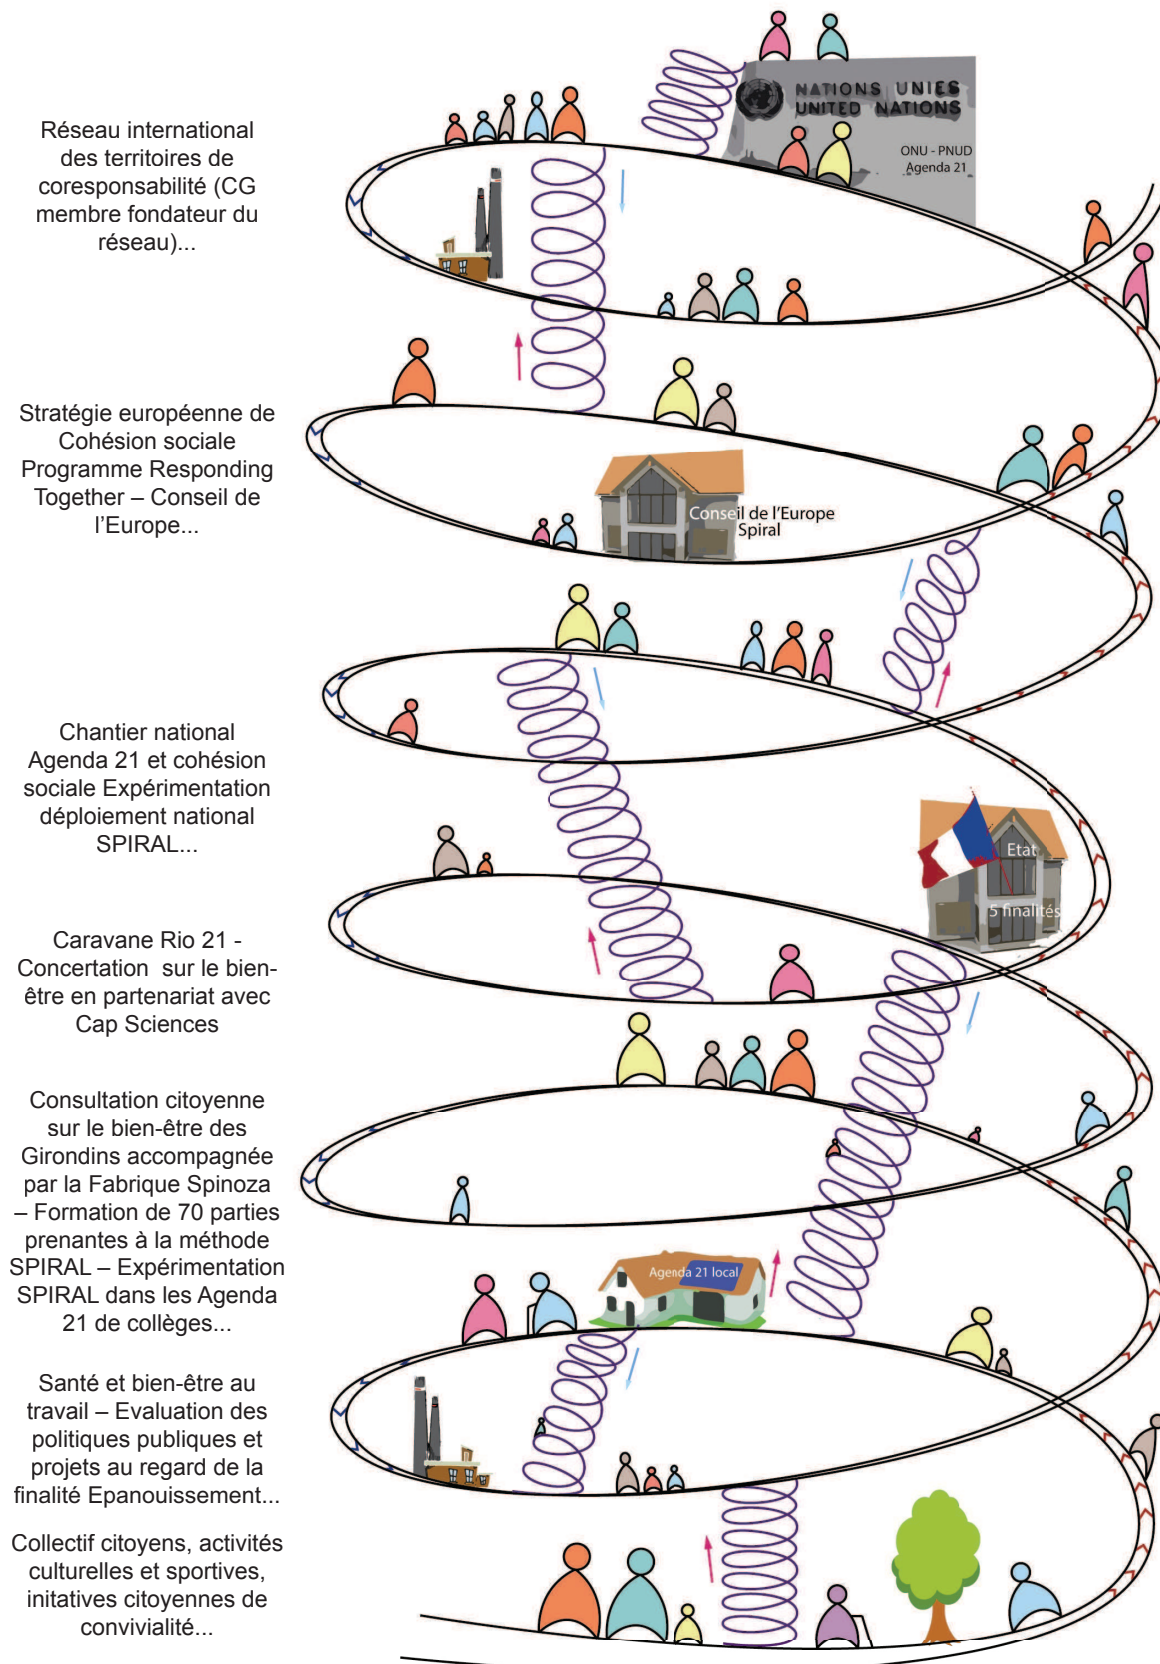 NATIONS UNIES
UNITED NATIONS
ONU - PNUD
Agenda 21
Réseau international
des territoires de
coresponsabilité (CG
membre fondateur du
réseau)...
Stratégie européenne de
Cohésion sociale
Programme Responding
Together – Conseil de
l'Europe...
Conseil de l'Europe
Spiral
Chantier national
Agenda 21 et cohésion
sociale Expérimentation
déploiement national
SPIRAL...
Etat
5 finalités
Caravane Rio 21 -
Concertation sur le bien-
être en partenariat avec
Cap Sciences
Consultation citoyenne
sur le bien-être des
Girondins accompagnée
par la Fabrique Spinoza
– Formation de 70 parties
prenantes à la méthode
SPIRAL – Expérimentation
SPIRAL dans les Agenda
21 de collèges...
Agenda 21 local
Santé et bien-être au
travail – Evaluation des
politiques publiques et
projets au regard de la
finalité Epanouissement...
Collectif citoyens, activités
culturelles et sportives,
initatives citoyennes de
convivialité...